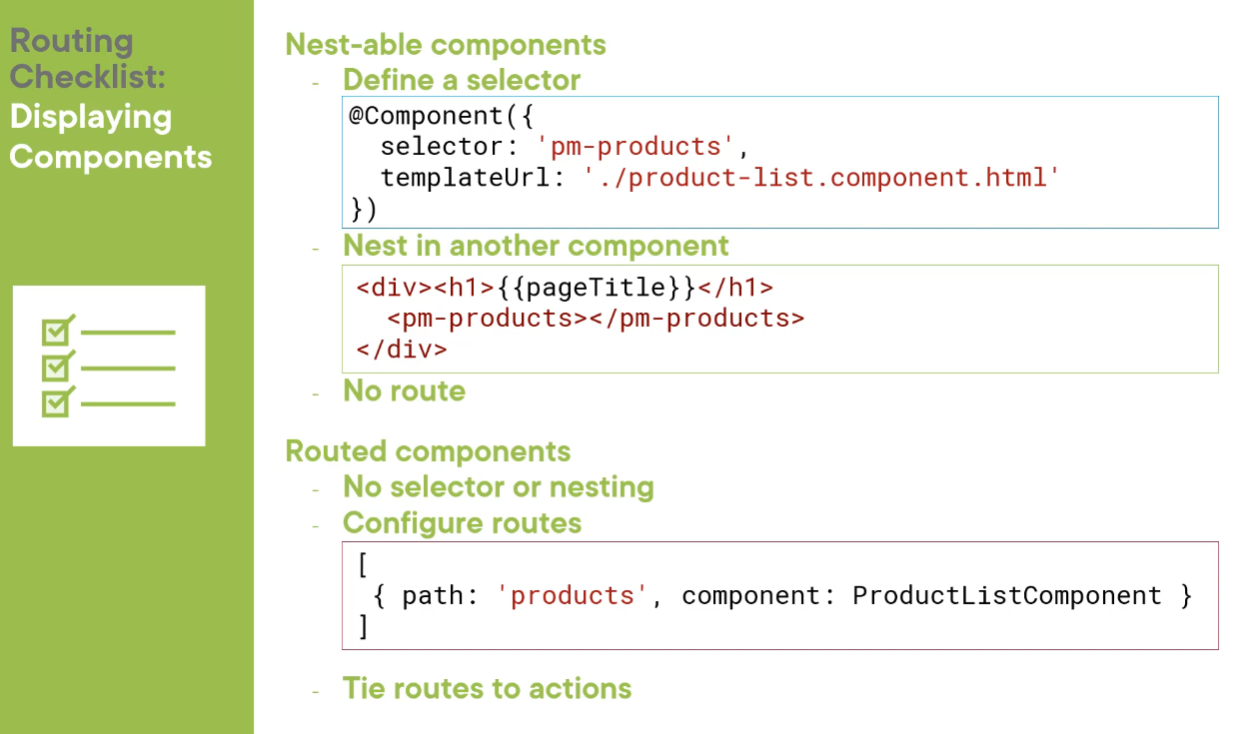 Routing
Checklist:
Displaying
Components
Nest-able components
- Define a selector
@Component({
  selector: 'pm-products',
  templateUrl: './product-list.component.html'
})
- Nest in another component
<div><h1>{{pageTitle}}</h1>
  <pm-products></pm-products>
</div>
- No route
Routed components
- No selector or nesting
- Configure routes
[
 { path: 'products', component: ProductListComponent }
]
- Tie routes to actions